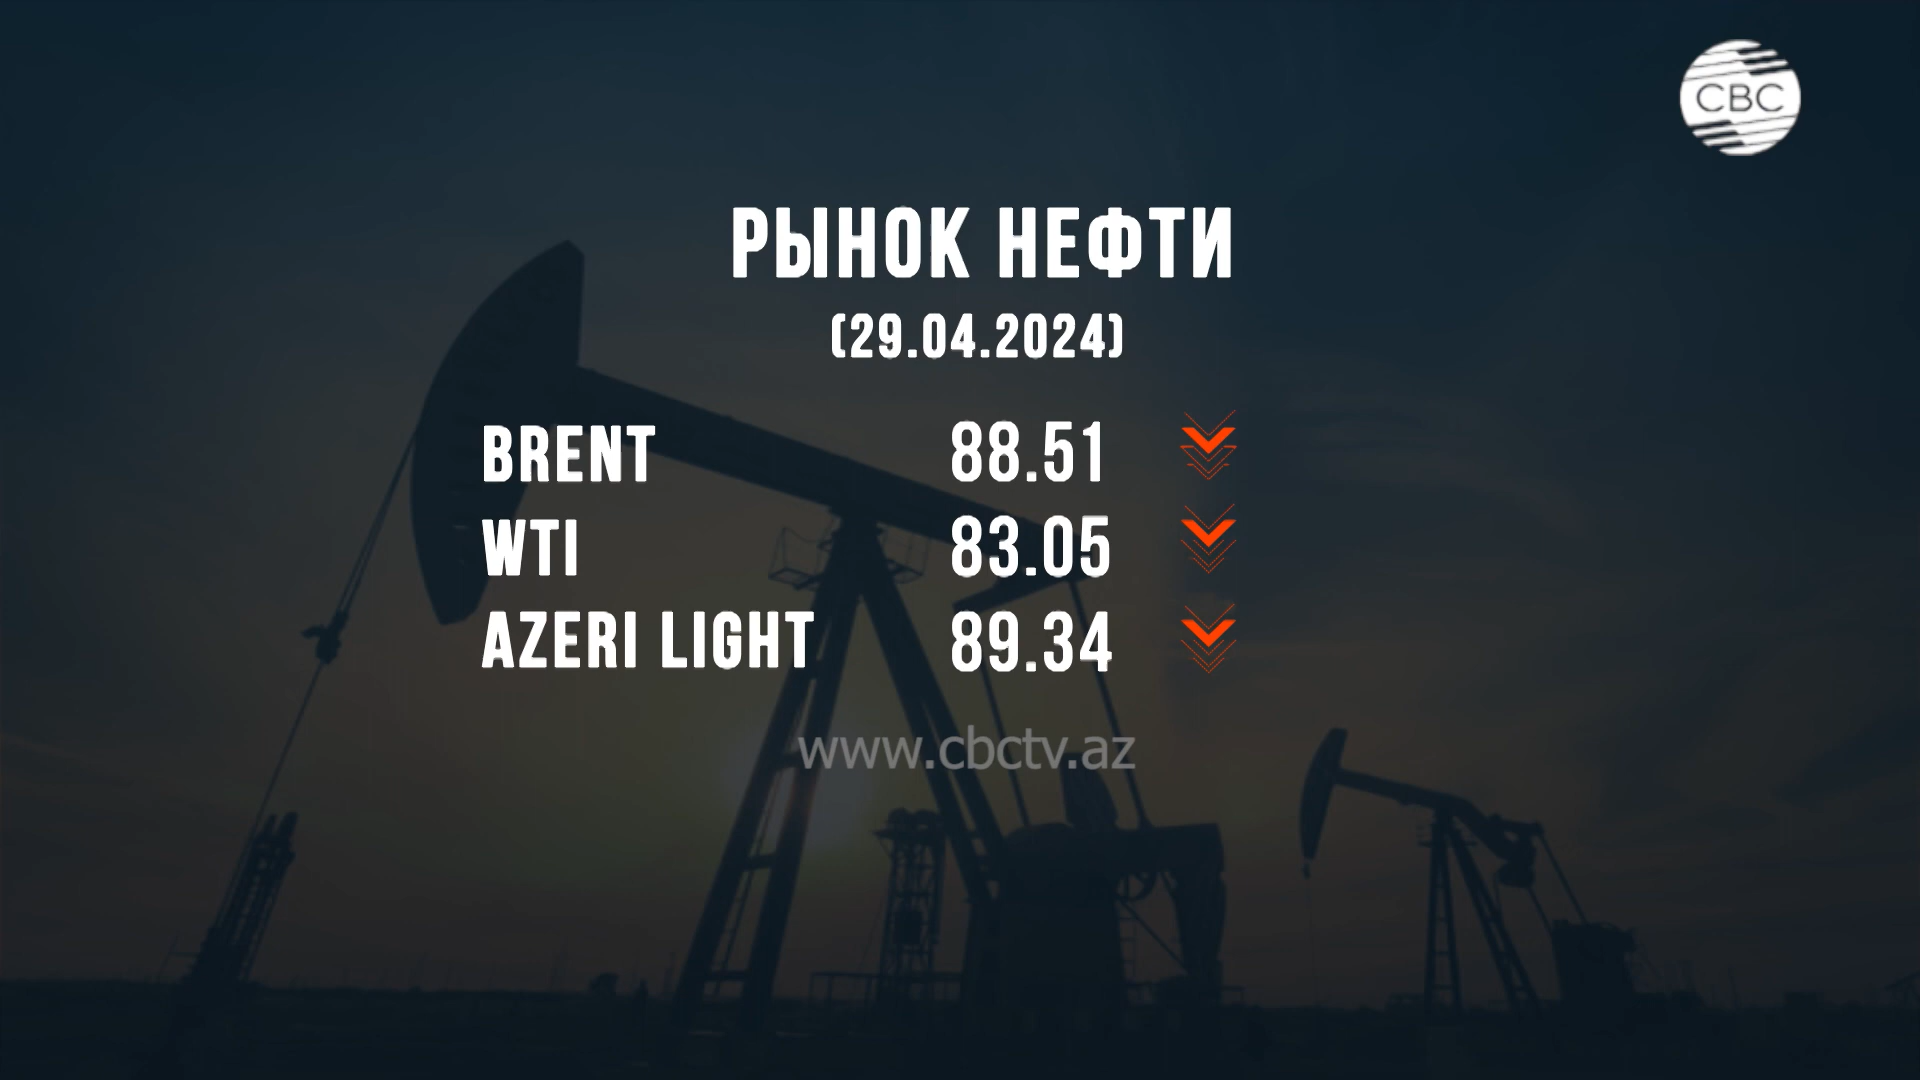 CBC
РЫНОК НЕФТИ
(29.04.2024)
BRENT 88.51
WTI 83.05
AZERI LIGHT 89.34
www.cbctv.az